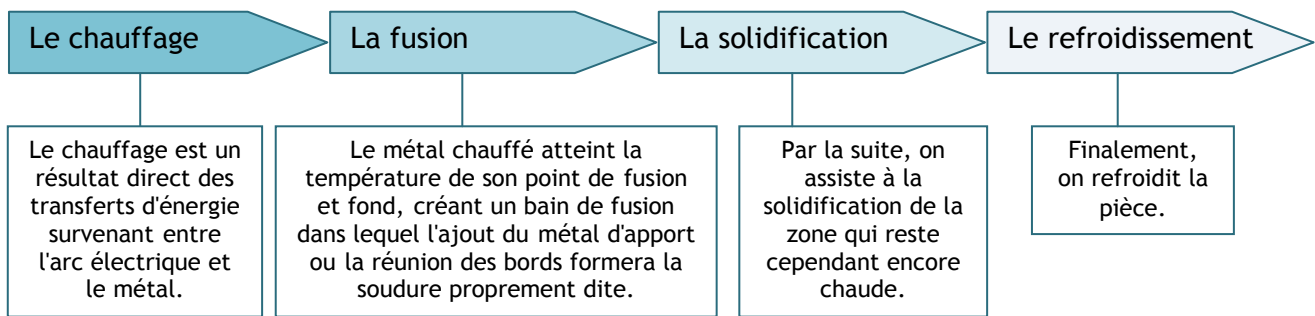 Le chauffage
La fusion
La solidification
Le refroidissement
Le chauffage est un
résultat direct des
transferts d'énergie
survenant entre
l'arc électrique et
le métal.
Le métal chauffé atteint la
température de son point de fusion
et fond, créant un bain de fusion
dans lequel l'ajout du métal d'apport
ou la réunion des bords formera la
soudure proprement dite.
Par la suite, on
assiste à la
solidification de la
zone qui reste
cependant encore
chaude.
Finalement,
on refroidit la
pièce.